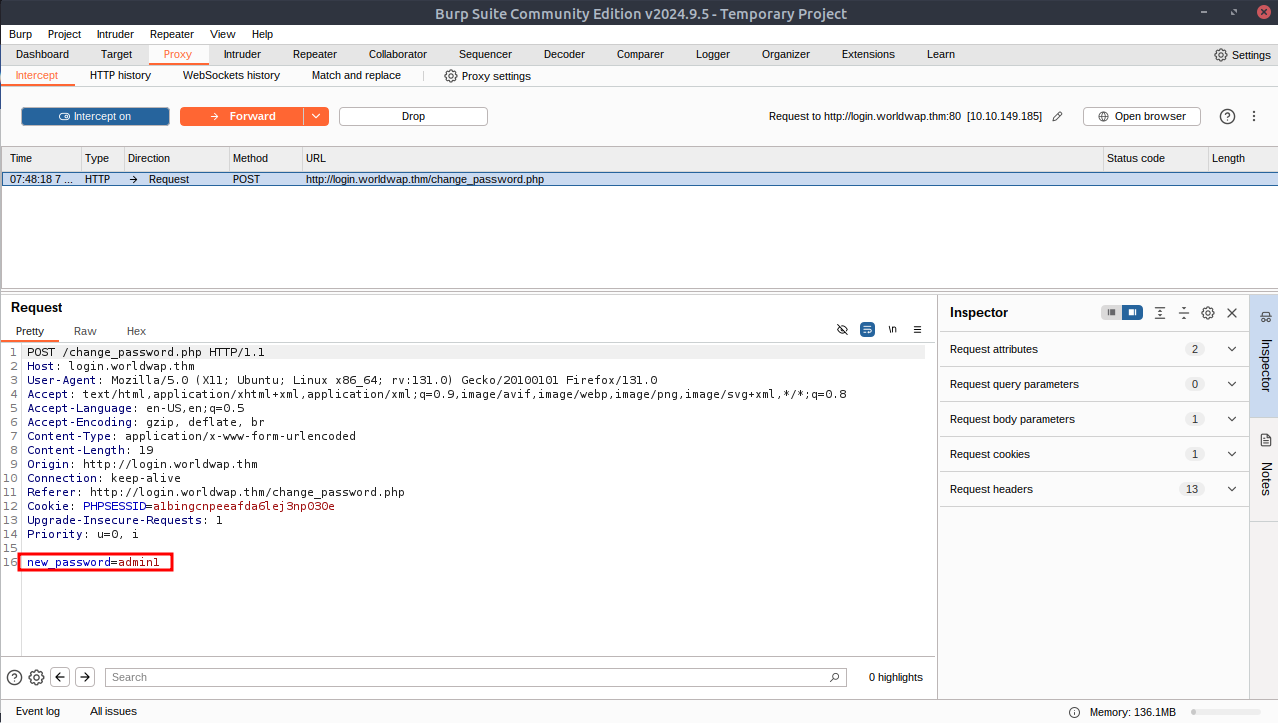 Burp Suite Community Edition v2024.9.5 - Temporary Project
Burp Project Intruder Repeater View Help
Dashboard Target Proxy Intruder Repeater Collaborator Sequencer Decoder Comparer Logger Organizer Extensions Learn Settings
Intercept HTTP history WebSockets history Match and replace Proxy settings
Intercept on Forward Drop Request to http://login.worldwap.thm:80 [10.10.149.185] Open browser
Time Type Direction Method URL Status code Length
07:48:18 7 ... HTTP → Request POST http://login.worldwap.thm/change_password.php
Request
Pretty Raw Hex \n
1 POST /change_password.php HTTP/1.1
2 Host: login.worldwap.thm
3 User-Agent: Mozilla/5.0 (X11; Ubuntu; Linux x86_64; rv:131.0) Gecko/20100101 Firefox/131.0
4 Accept: text/html,application/xhtml+xml,application/xml;q=0.9,image/avif,image/webp,image/png,image/svg+xml,*/*;q=0.8
5 Accept-Language: en-US,en;q=0.5
6 Accept-Encoding: gzip, deflate, br
7 Content-Type: application/x-www-form-urlencoded
8 Content-Length: 19
9 Origin: http://login.worldwap.thm
10 Connection: keep-alive
11 Referer: http://login.worldwap.thm/change_password.php
12 Cookie: PHPSESSID=a1bingcnpeeafda6lej3np030e
13 Upgrade-Insecure-Requests: 1
14 Priority: u=0, i
15
16 new_password=admin1
Search 0 highlights
Inspector
Request attributes 2
Request query parameters 0
Request body parameters 1
Request cookies 1
Request headers 13
Inspector
Notes
Event log All issues Memory: 136.1MB